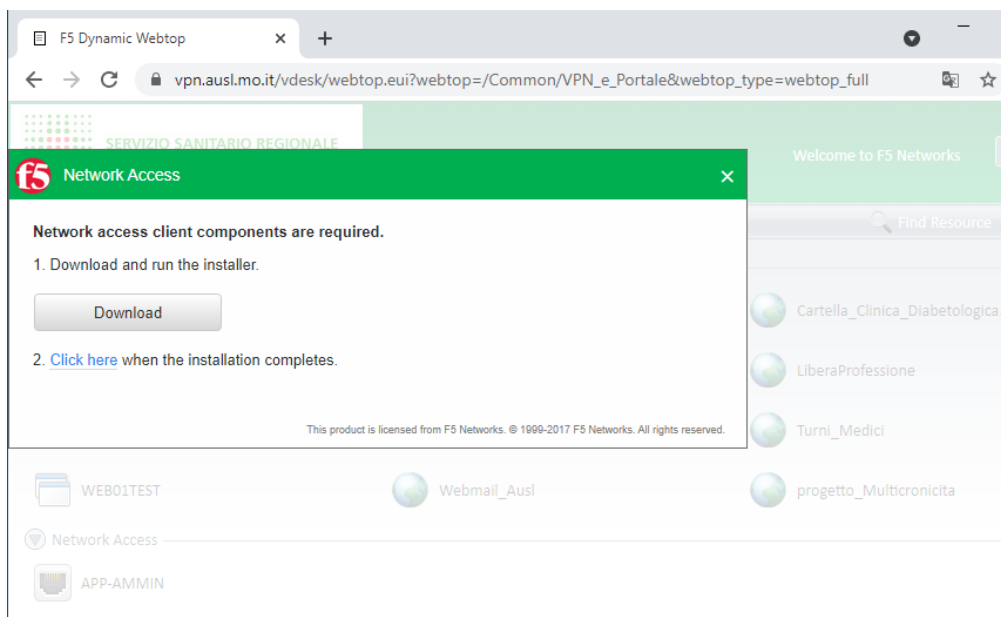 F5 Dynamic Webtop
vpn.ausl.mo.it/vdesk/webtop.eui?webtop=/Common/VPN_e_Portale&webtop_type=webtop_full
SERVIZIO SANITARIO REGIONALE
Welcome to F5 Networks
f5 Network Access
Find Resource
Network access client components are required.
1. Download and run the installer.
Download
Cartella_Clinica_Diabetologica
2. Click here when the installation completes.
LiberaProfessione
This product is licensed from F5 Networks. © 1999-2017 F5 Networks. All rights reserved.
Turni_Medici
WEB01TEST
Webmail_Ausl
progetto_Multicronicita
Network Access
APP-AMMIN